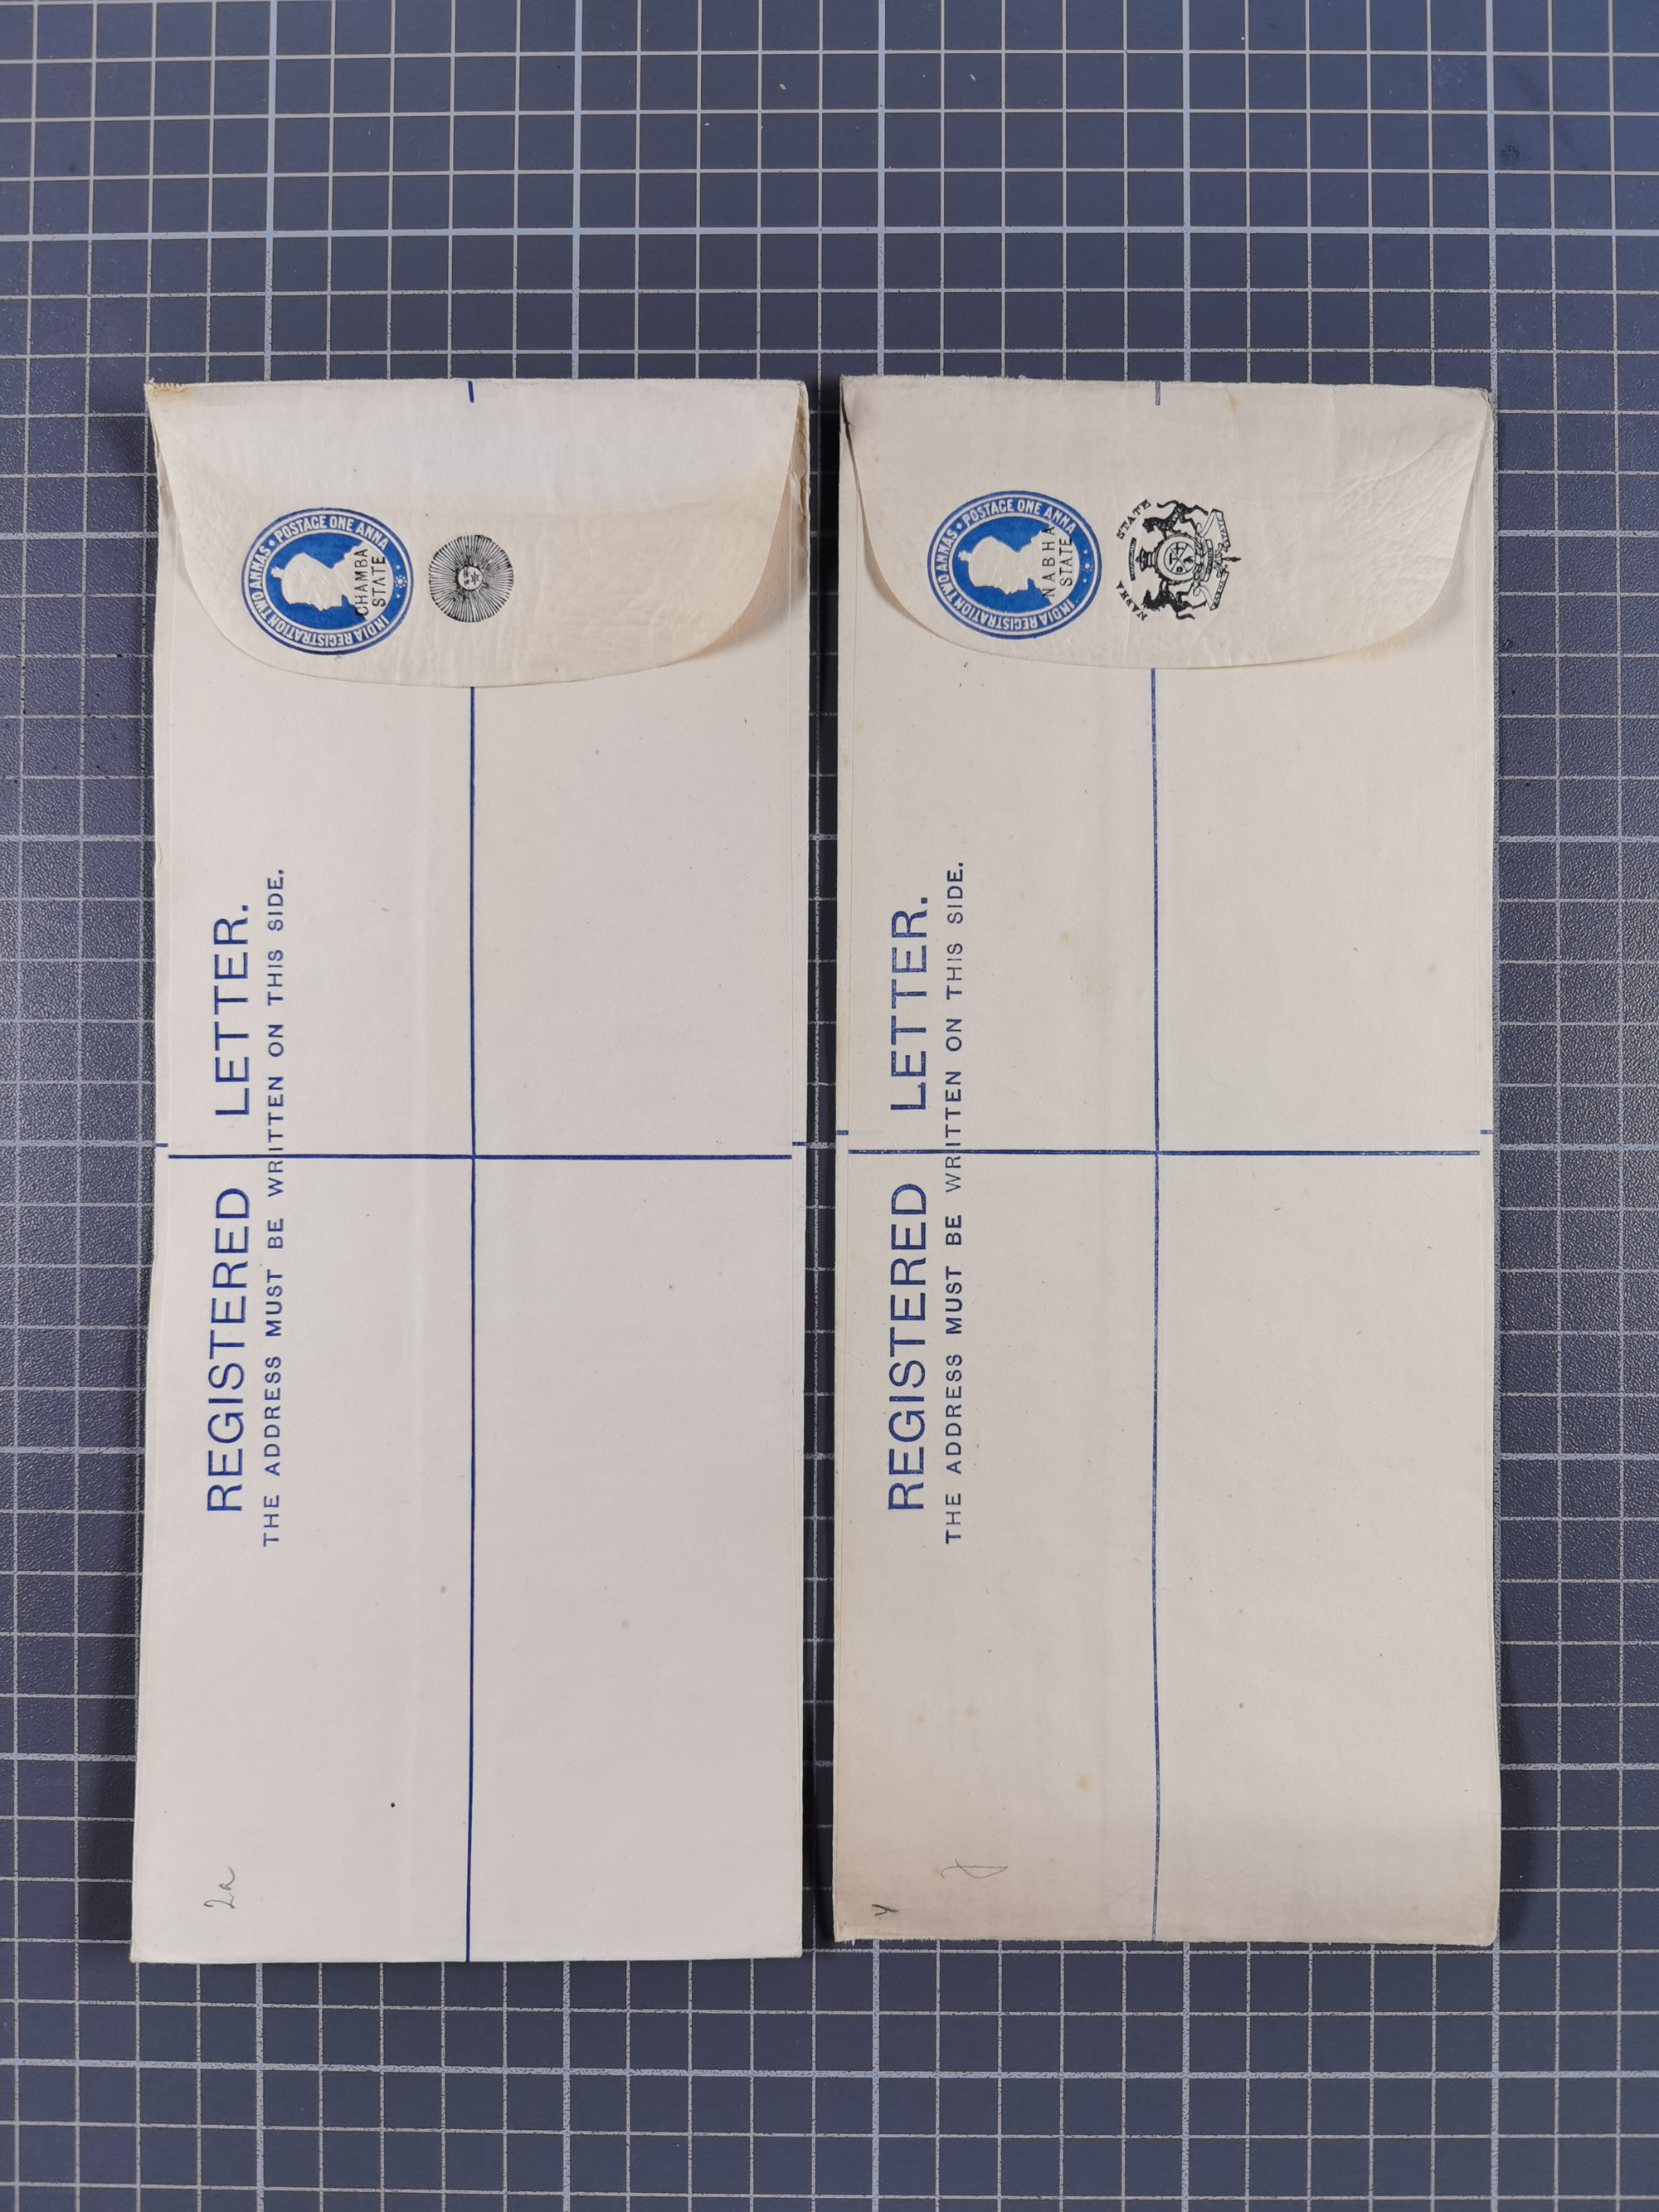 INDIA REGISTRATION TWO ANNAS • POSTAGE ONE ANNA
CHAMBA
STATE
REGISTERED LETTER.
THE ADDRESS MUST BE WRITTEN ON THIS SIDE.
2a
INDIA REGISTRATION TWO ANNAS • POSTAGE ONE ANNA
NABHA
STATE
NABHA STATE
REGISTERED LETTER.
THE ADDRESS MUST BE WRITTEN ON THIS SIDE.